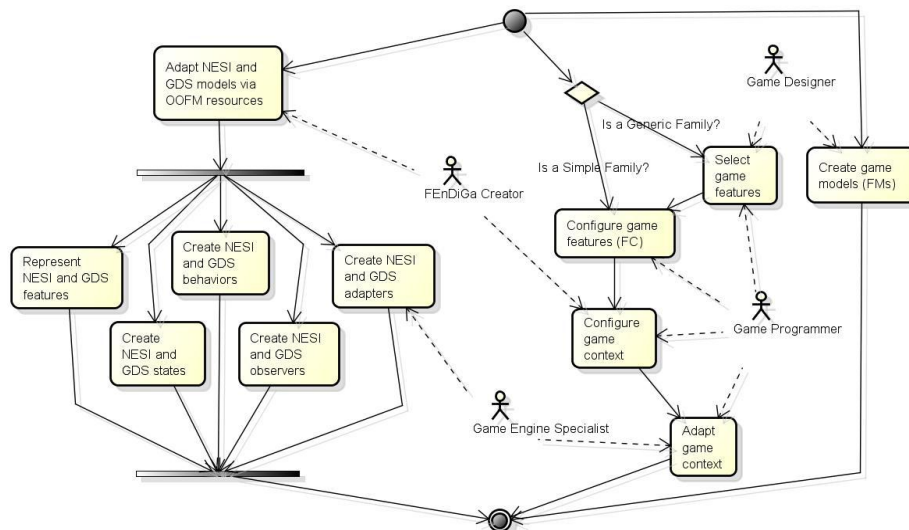 Adapt NESI and
GDS models via
OOFM resources
Game Designer
Is a Generic Family?
Is a Simple Family?
Select
game
features
Create game
models (FMs)
FEnDiGa Creator
Configure game
features (FC)
Represent
NESI and GDS
features
Create NESI
and GDS
behaviors
Create NESI
and GDS
adapters
Create
NESI and
GDS states
Create NESI
and GDS
observers
Configure
game
context
Game Programmer
Game Engine Specialist
Adapt
game
context